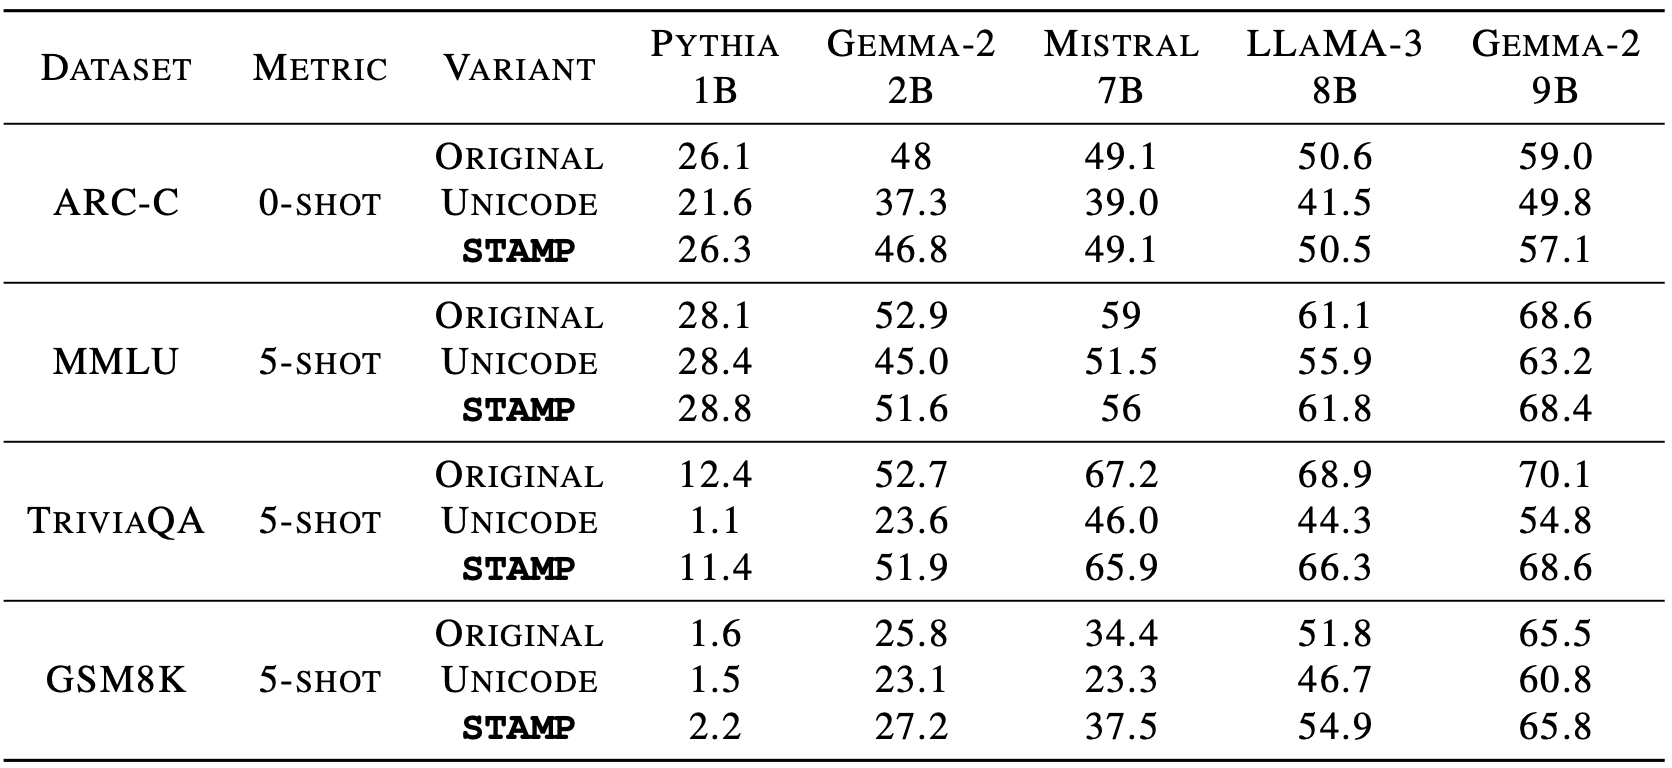 DATASET METRIC VARIANT PYTHIA 1B GEMMA-2 2B MISTRAL 7B LLAMA-3 8B GEMMA-2 9B
ARC-C 0-SHOT ORIGINAL 26.1 48 49.1 50.6 59.0
UNICODE 21.6 37.3 39.0 41.5 49.8
STAMP 26.3 46.8 49.1 50.5 57.1
MMLU 5-SHOT ORIGINAL 28.1 52.9 59 61.1 68.6
UNICODE 28.4 45.0 51.5 55.9 63.2
STAMP 28.8 51.6 56 61.8 68.4
TRIVIAQA 5-SHOT ORIGINAL 12.4 52.7 67.2 68.9 70.1
UNICODE 1.1 23.6 46.0 44.3 54.8
STAMP 11.4 51.9 65.9 66.3 68.6
GSM8K 5-SHOT ORIGINAL 1.6 25.8 34.4 51.8 65.5
UNICODE 1.5 23.1 23.3 46.7 60.8
STAMP 2.2 27.2 37.5 54.9 65.8